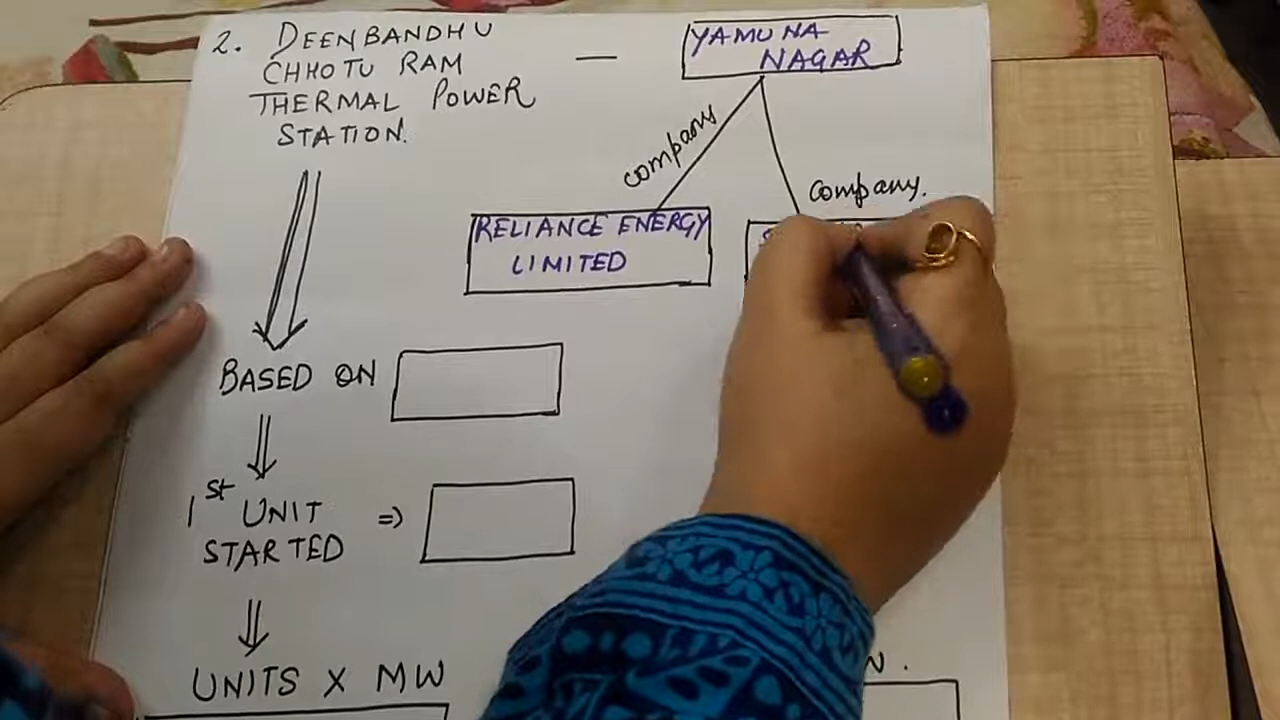 2. DEENBANDHU
CHHOTU RAM
THERMAL POWER
STATION.
—
YAMUNA
NAGAR
company
company.
RELIANCE ENERGY
LIMITED
BASED ON
1st UNIT
STARTED
=>
UNITS X MW